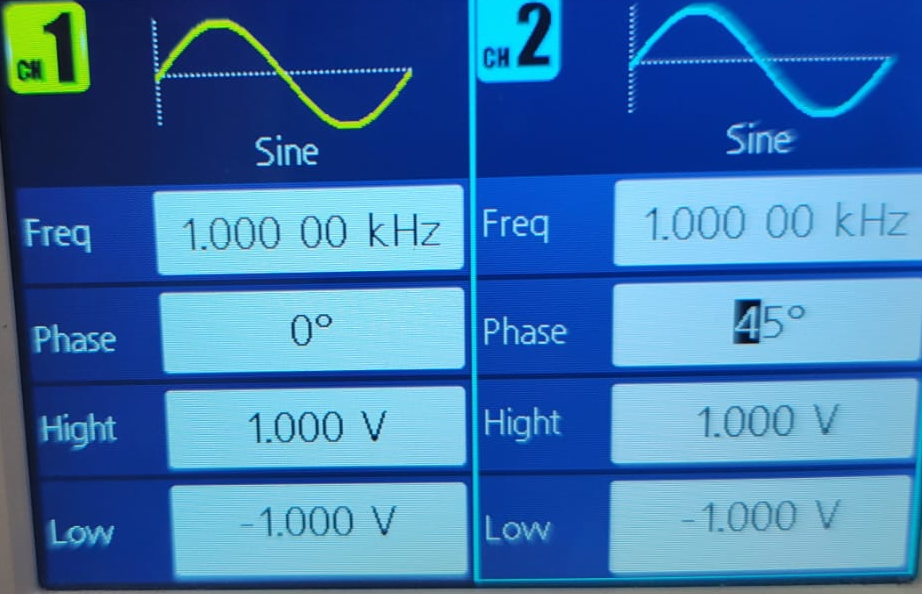 CH 1
Sine
Freq 1.000 00 kHz
Phase 0°
Hight 1.000 V
Low -1.000 V
CH 2
Sine
Freq 1.000 00 kHz
Phase 45°
Hight 1.000 V
Low -1.000 V